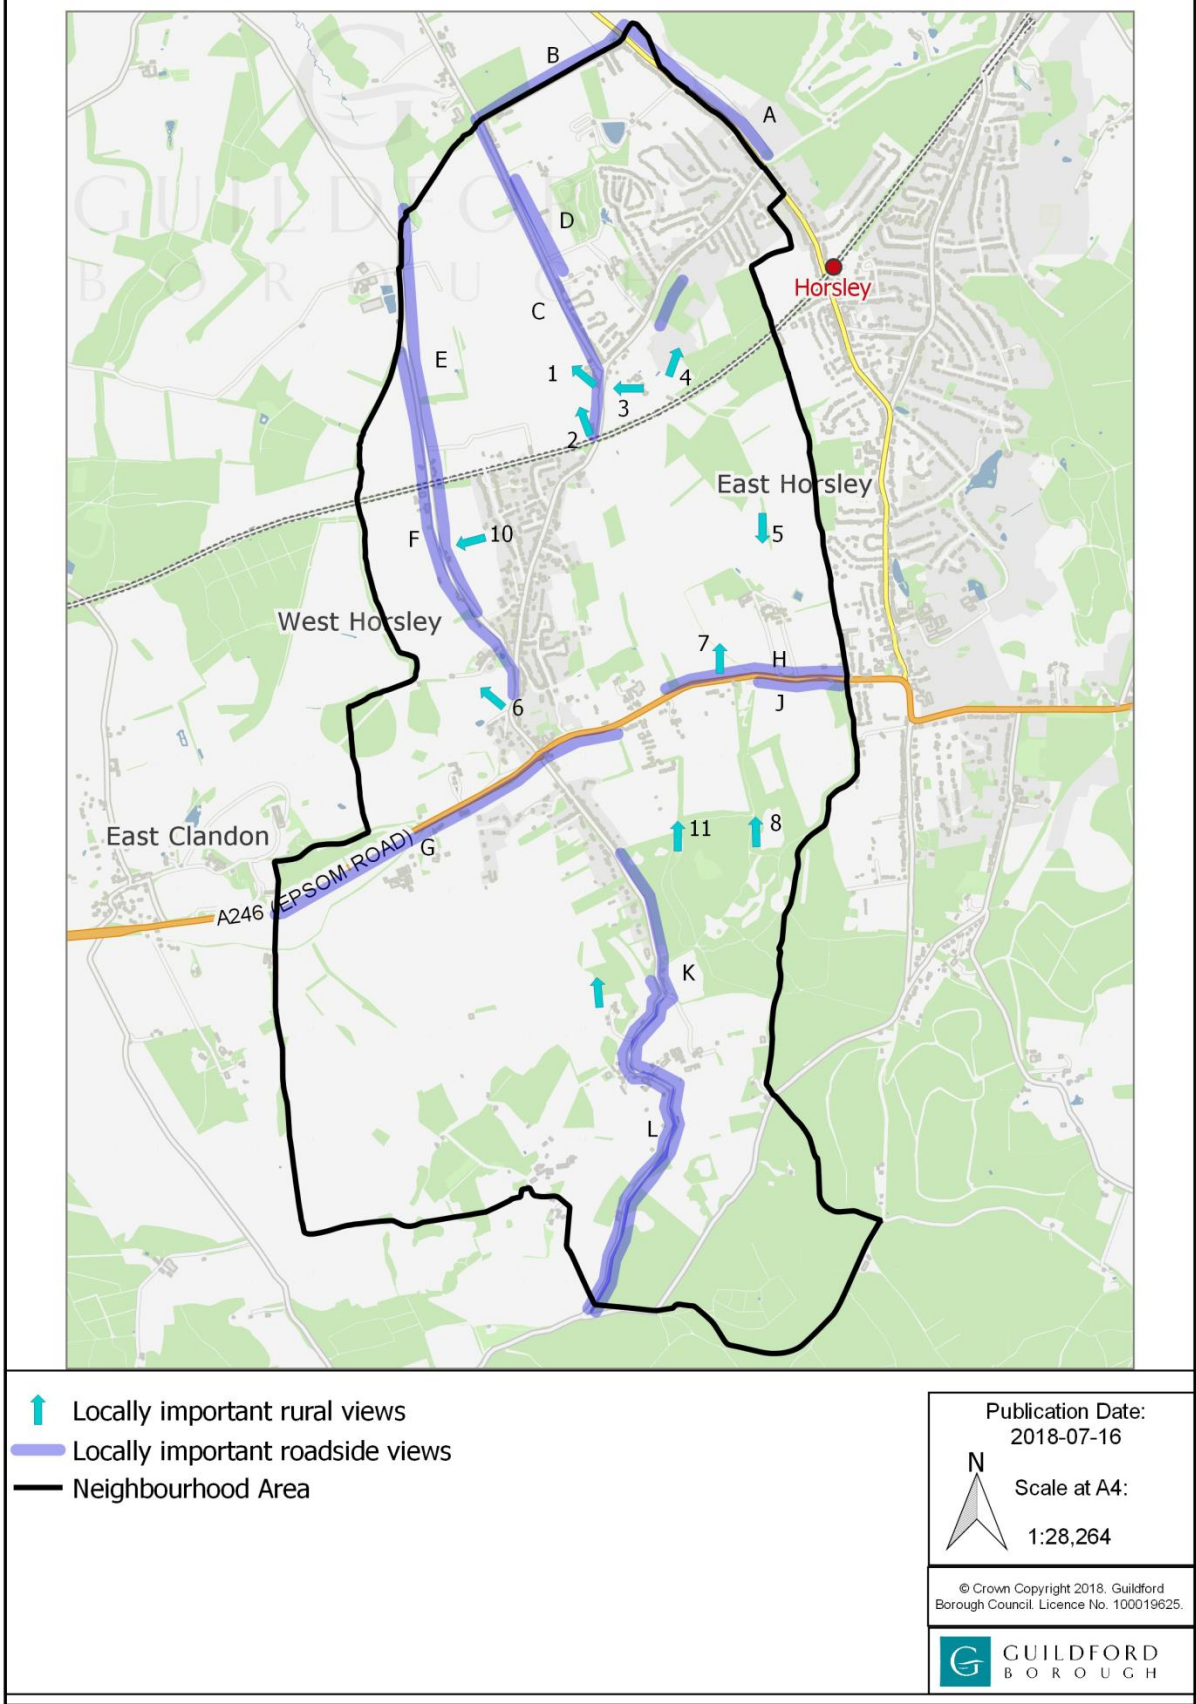 GUILDFORD
BOROUGH
B
A
D
C
Horsley
E
1
4
3
2
East Horsley
5
10
F
West Horsley
7
H
J
6
11
8
East Clandon
G
A246 (EPSOM ROAD)
K
L
Locally important rural views
Locally important roadside views
Neighbourhood Area
Publication Date:
2018-07-16
N
Scale at A4:
1:28,264
© Crown Copyright 2018. Guildford
Borough Council. Licence No. 100019625.
G GUILDFORD
BOROUGH